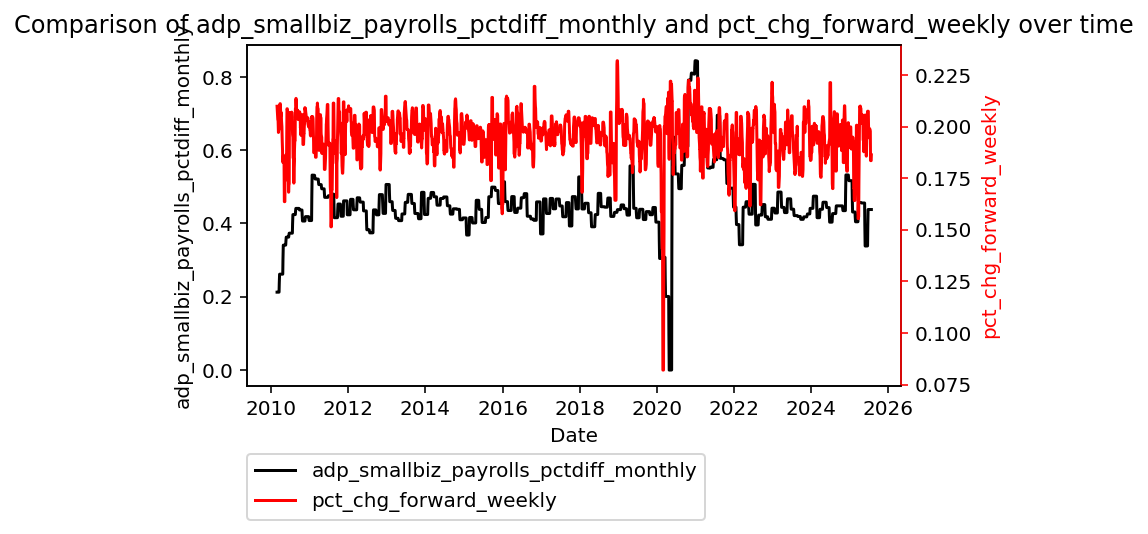 Comparison of adp_smallbiz_payrolls_pctdiff_monthly and pct_chg_forward_weekly over time
adp_smallbiz_payrolls_pctdiff_monthly
0.8
0.6
0.4
0.2
0.0
0.225
0.200
0.175
0.150
0.125
0.100
0.075
pct_chg_forward_weekly
2010 2012 2014 2016 2018 2020 2022 2024 2026
Date
adp_smallbiz_payrolls_pctdiff_monthly
pct_chg_forward_weekly